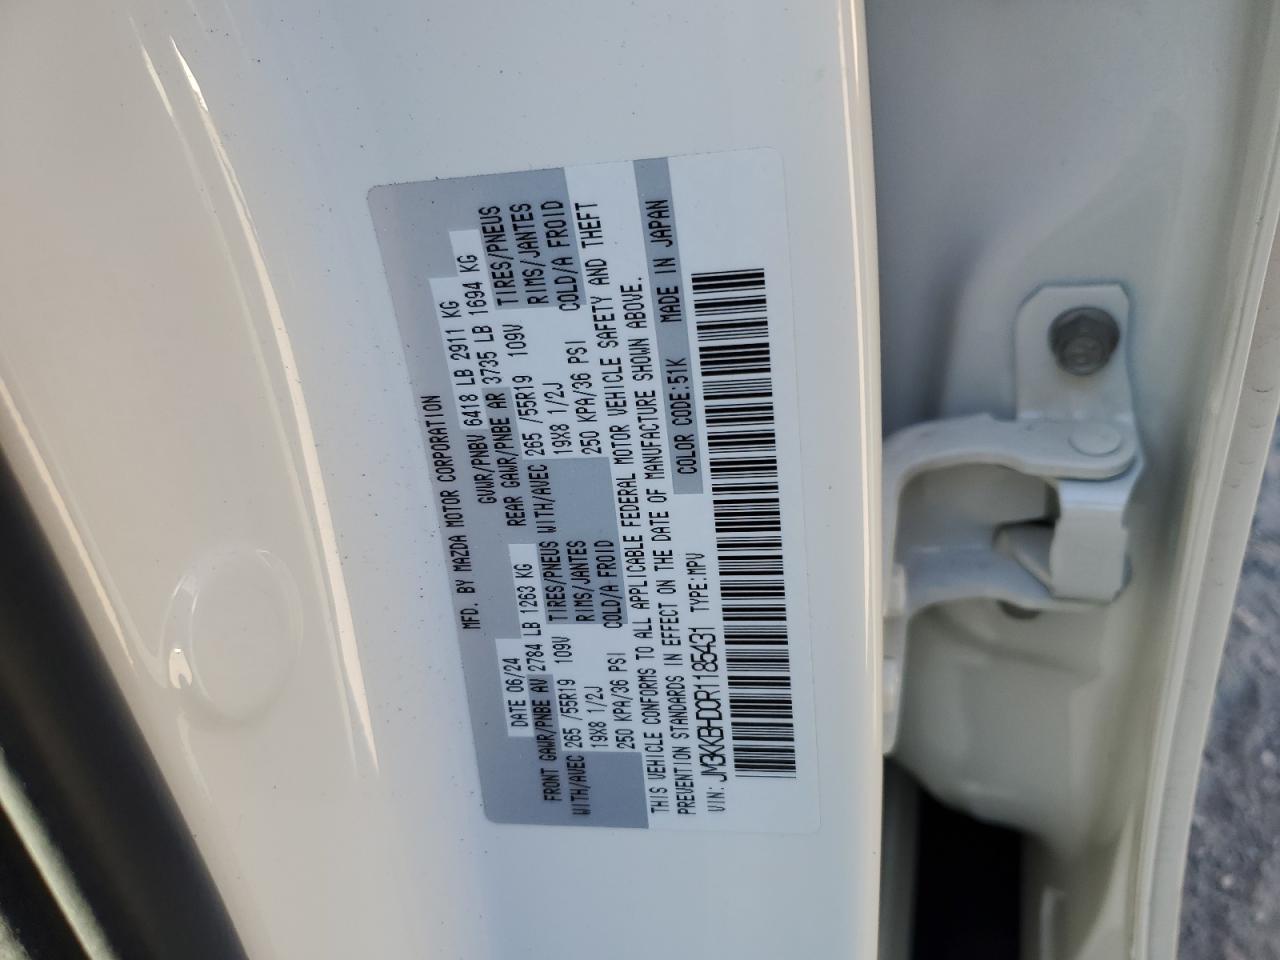 MFD. BY MAZDA MOTOR CORPORATION
DATE 06/24 GVWR/PNBV 6418 LB 2911 KG
FRONT GAWR/PNBE AV 2784 LB 1263 KG REAR GAWR/PNBE AR 3735 LB 1694 KG
WITH/AVEC 265 /55R19 109V TIRES/PNEUS WITH/AVEC 265 /55R19 109V TIRES/PNEUS
19X8 1/2J RIMS/JANTES 19X8 1/2J RIMS/JANTES
250 KPA/36 PSI COLD/A FROID 250 KPA/36 PSI COLD/A FROID
THIS VEHICLE CONFORMS TO ALL APPLICABLE FEDERAL MOTOR VEHICLE SAFETY AND THEFT
PREVENTION STANDARDS IN EFFECT ON THE DATE OF MANUFACTURE SHOWN ABOVE.
VIN: JM3KKBHD0R1185431 TYPE:MPV COLOR CODE:51K MADE IN JAPAN